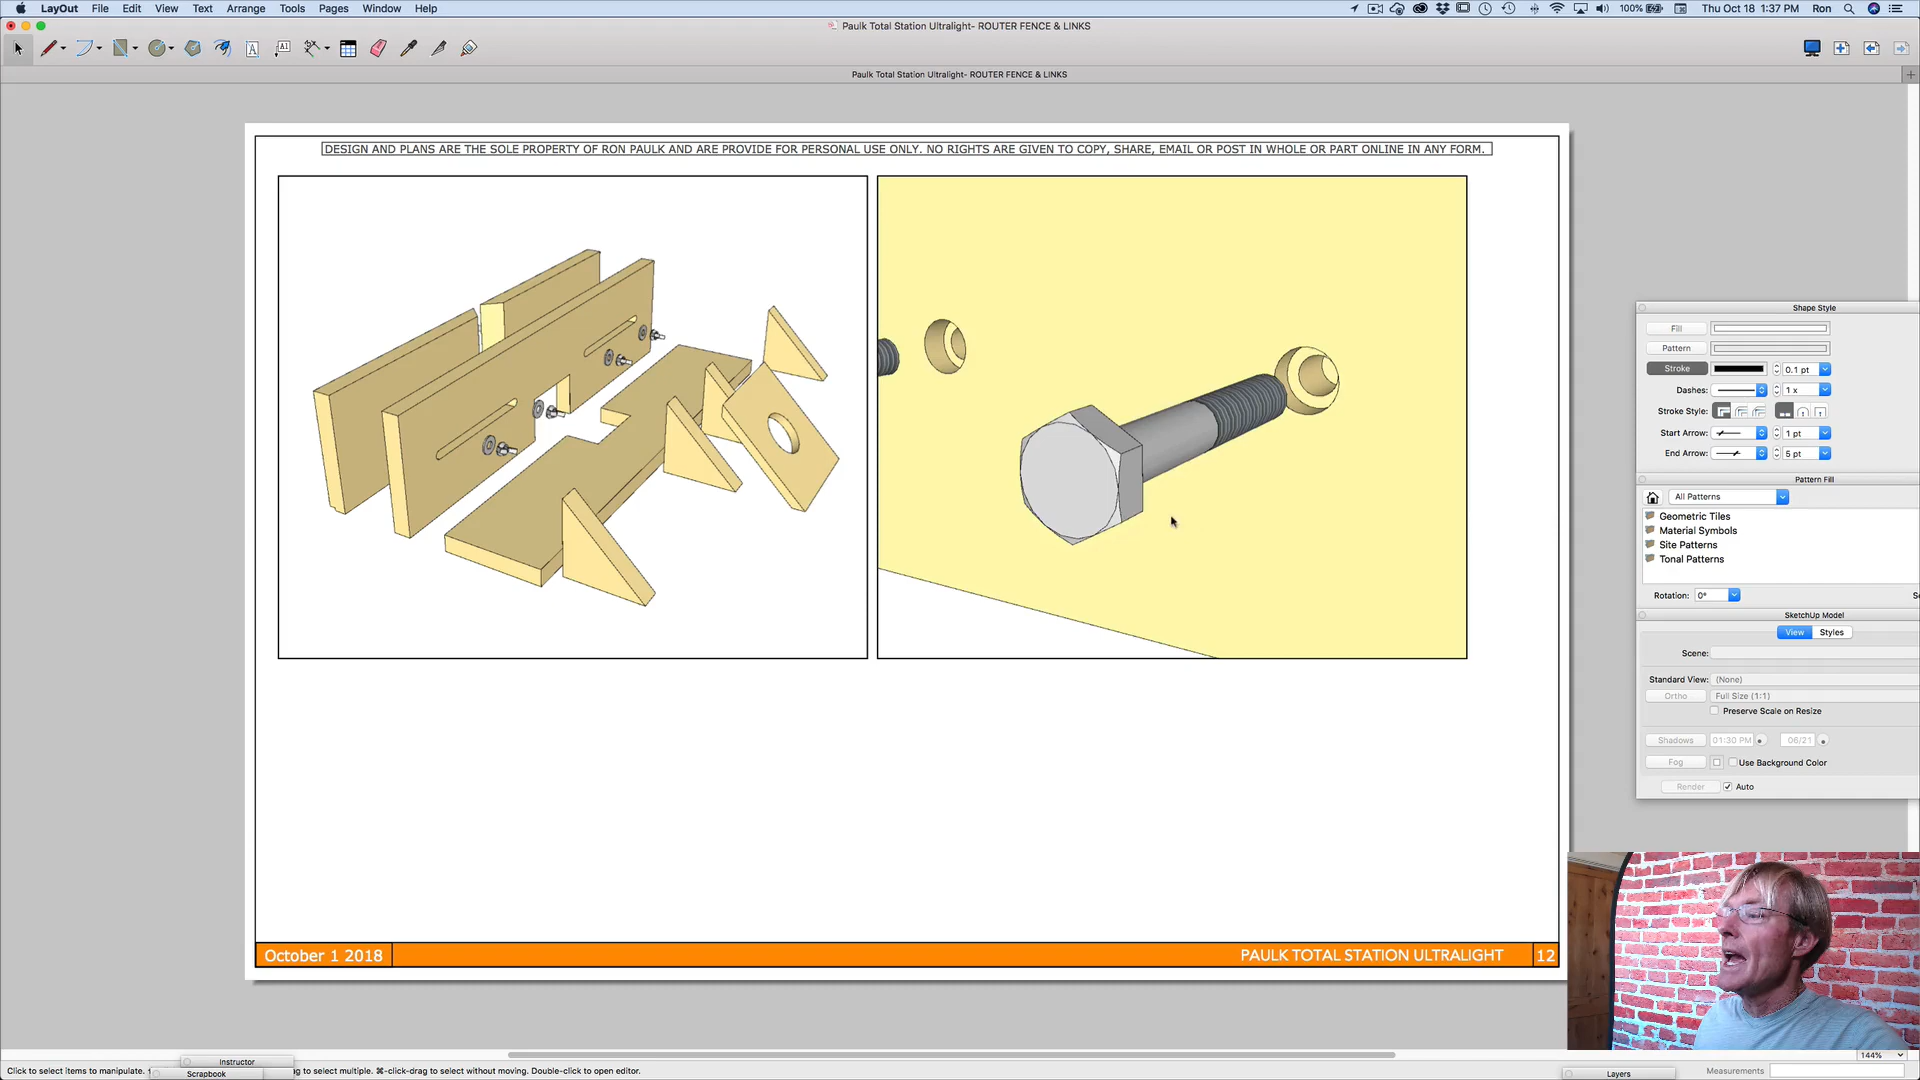 LayOut File Edit View Text Arrange Tools Pages Window Help 100% Thu Oct 18 1:37 PM Ron
Paulk Total Station Ultralight- ROUTER FENCE & LINKS
Paulk Total Station Ultralight- ROUTER FENCE & LINKS
DESIGN AND PLANS ARE THE SOLE PROPERTY OF RON PAULK AND ARE PROVIDE FOR PERSONAL USE ONLY. NO RIGHTS ARE GIVEN TO COPY, SHARE, EMAIL OR POST IN WHOLE OR PART ONLINE IN ANY FORM.
Shape Style
Fill
Pattern
Stroke 0.1 pt
Dashes: 1 x
Stroke Style:
Start Arrow: 1 pt
End Arrow: 5 pt
Pattern Fill
All Patterns
Geometric Tiles
Material Symbols
Site Patterns
Tonal Patterns
Rotation: 0°
SketchUp Model
View Styles
Scene:
Standard View: (None)
Ortho Full Size (1:1)
Preserve Scale on Resize
Shadows 01:30 PM 06/21
Fog Use Background Color
Render Auto
October 1 2018 PAULK TOTAL STATION ULTRALIGHT 12
144%
Instructor
Click to select items to manipulate. g to select multiple. ⌘-click-drag to select without moving. Double-click to open editor.
Scrapbook
Layers
Measurements